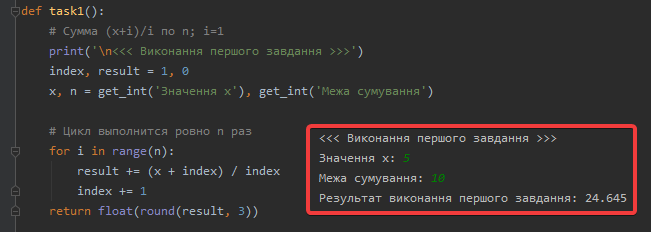 def task1():
# Сумма (x+i)/i по n; i=1
print('\n<<< Виконання першого завдання >>>')
index, result = 1, 0
x, n = get_int('Значення x'), get_int('Межа сумування')
# Цикл выполнится ровно n раз
for i in range(n):
result += (x + index) / index
index += 1
return float(round(result, 3))
<<< Виконання першого завдання >>>
Значення x: 5
Межа сумування: 10
Результат виконання першого завдання: 24.645